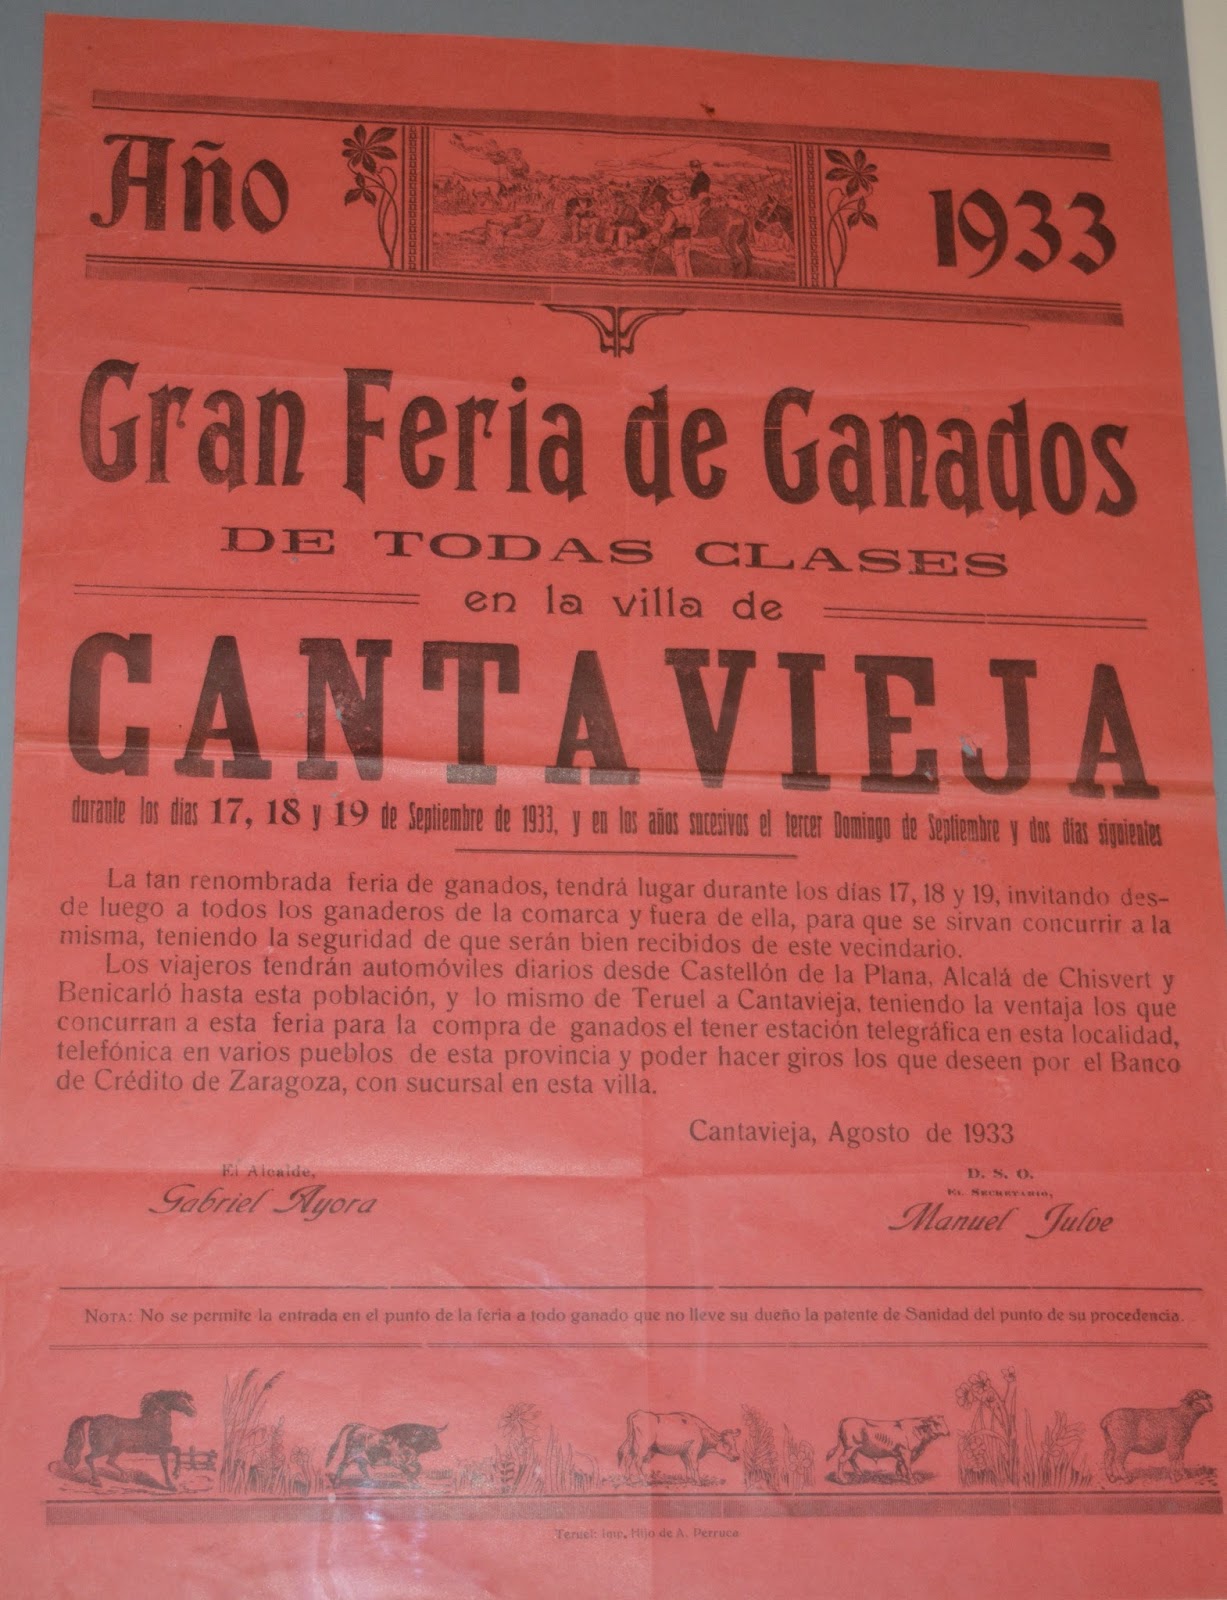 Año 1933
Gran Feria de Ganados
DE TODAS CLASES
en la villa de
CANTAVIEJA
durante los días 17, 18 y 19 de Septiembre de 1933, y en los años sucesivos el tercer Domingo de Septiembre y dos días siguientes
La tan renombrada feria de ganados, tendrá lugar durante los días 17, 18 y 19, invitando des-
de luego a todos los ganaderos de la comarca y fuera de ella, para que se sirvan concurrir a la
misma, teniendo la seguridad de que serán bien recibidos de este vecindario.
Los viajeros tendrán automóviles diarios desde Castellón de la Plana, Alcalá de Chisvert y
Benicarló hasta esta población, y lo mismo de Teruel a Cantavieja, teniendo la ventaja los que
concurran a esta feria para la compra de ganados el tener estación telegráfica en esta localidad,
telefónica en varios pueblos de esta provincia y poder hacer giros los que deseen por el Banco
de Crédito de Zaragoza, con sucursal en esta villa.
Cantavieja, Agosto de 1933
El Alcalde,
Gabriel Ayora
D. S. O.
EL SECRETARIO,
Manuel Julve
NOTA: No se permite la entrada en el punto de la feria a todo ganado que no lleve su dueño la patente de Sanidad del punto de su procedencia.
Teruel: Imp. Hijo de A. Perruca